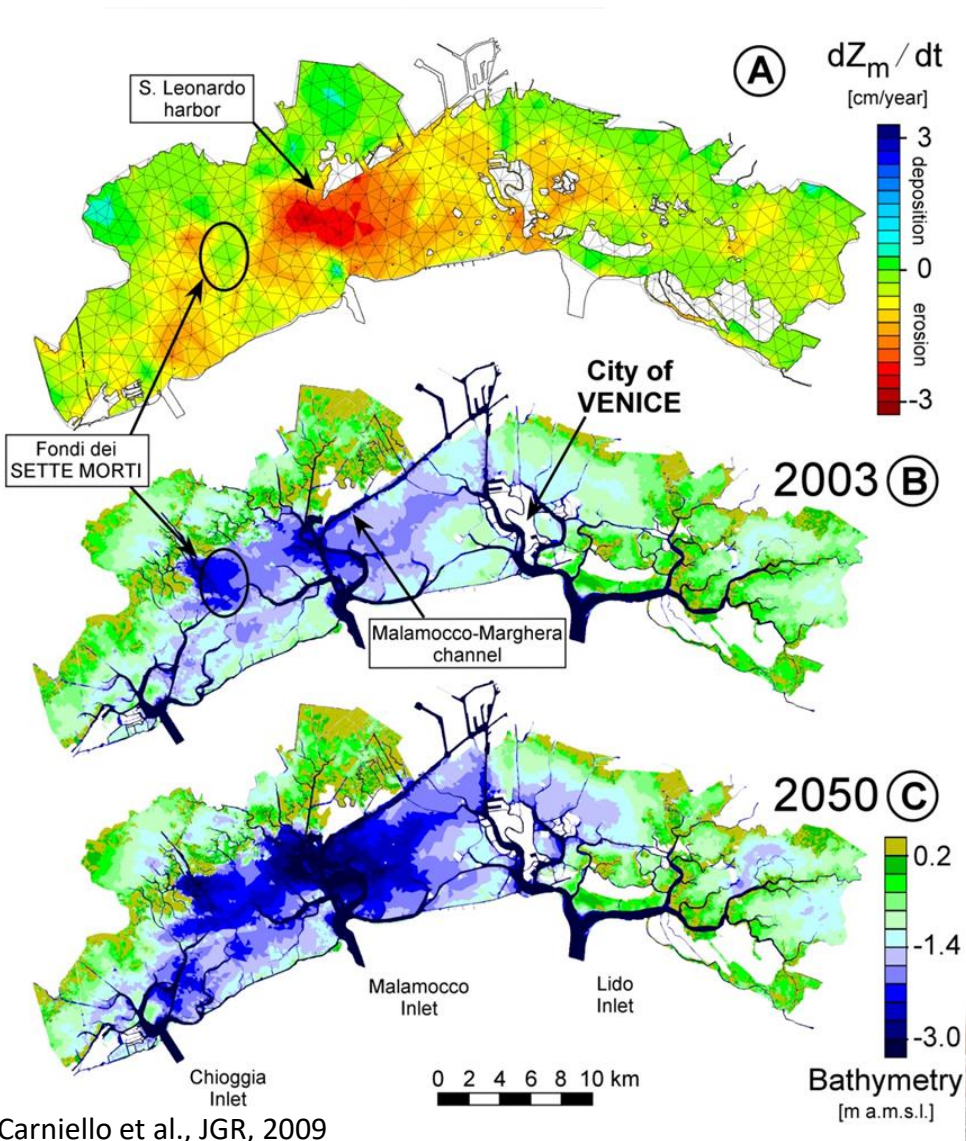 S. Leonardo
harbor
A
dZm / dt
[cm/year]
3
deposition
0
erosion
-3
City of
VENICE
Fondi dei
SETTE MORTI
2003 B
Malamocco-Marghera
channel
2050 C
0.2
-1.4
-3.0
Malamocco
Inlet
Lido
Inlet
Chioggia
Inlet
0 2 4 6 8 10 km
Bathymetry
[m a.m.s.l.]
Carniello et al., JGR, 2009